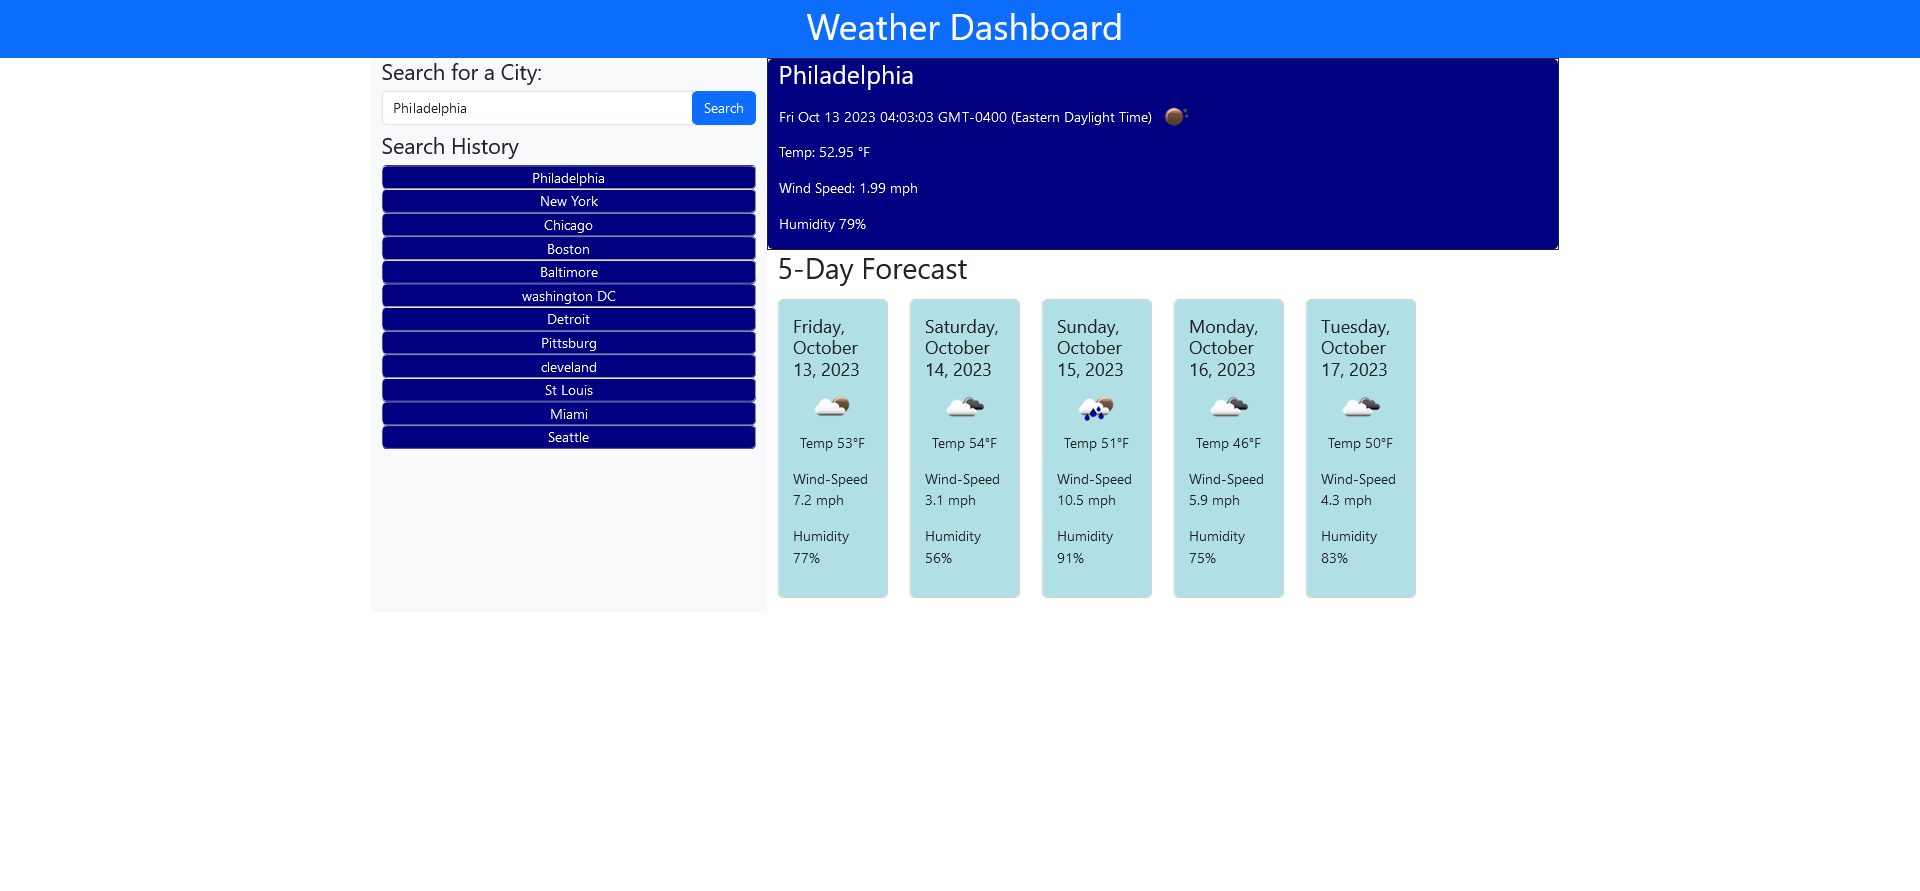 Weather Dashboard
Search for a City:
Philadelphia
Search
Search History
Philadelphia
New York
Chicago
Boston
Baltimore
washington DC
Detroit
Pittsburg
cleveland
St Louis
Miami
Seattle
Philadelphia
Fri Oct 13 2023 04:03:03 GMT-0400 (Eastern Daylight Time)
Temp: 52.95 °F
Wind Speed: 1.99 mph
Humidity 79%
5-Day Forecast
Friday,
October
13, 2023
Temp 53°F
Wind-Speed
7.2 mph
Humidity
77%
Saturday,
October
14, 2023
Temp 54°F
Wind-Speed
3.1 mph
Humidity
56%
Sunday,
October
15, 2023
Temp 51°F
Wind-Speed
10.5 mph
Humidity
91%
Monday,
October
16, 2023
Temp 46°F
Wind-Speed
5.9 mph
Humidity
75%
Tuesday,
October
17, 2023
Temp 50°F
Wind-Speed
4.3 mph
Humidity
83%